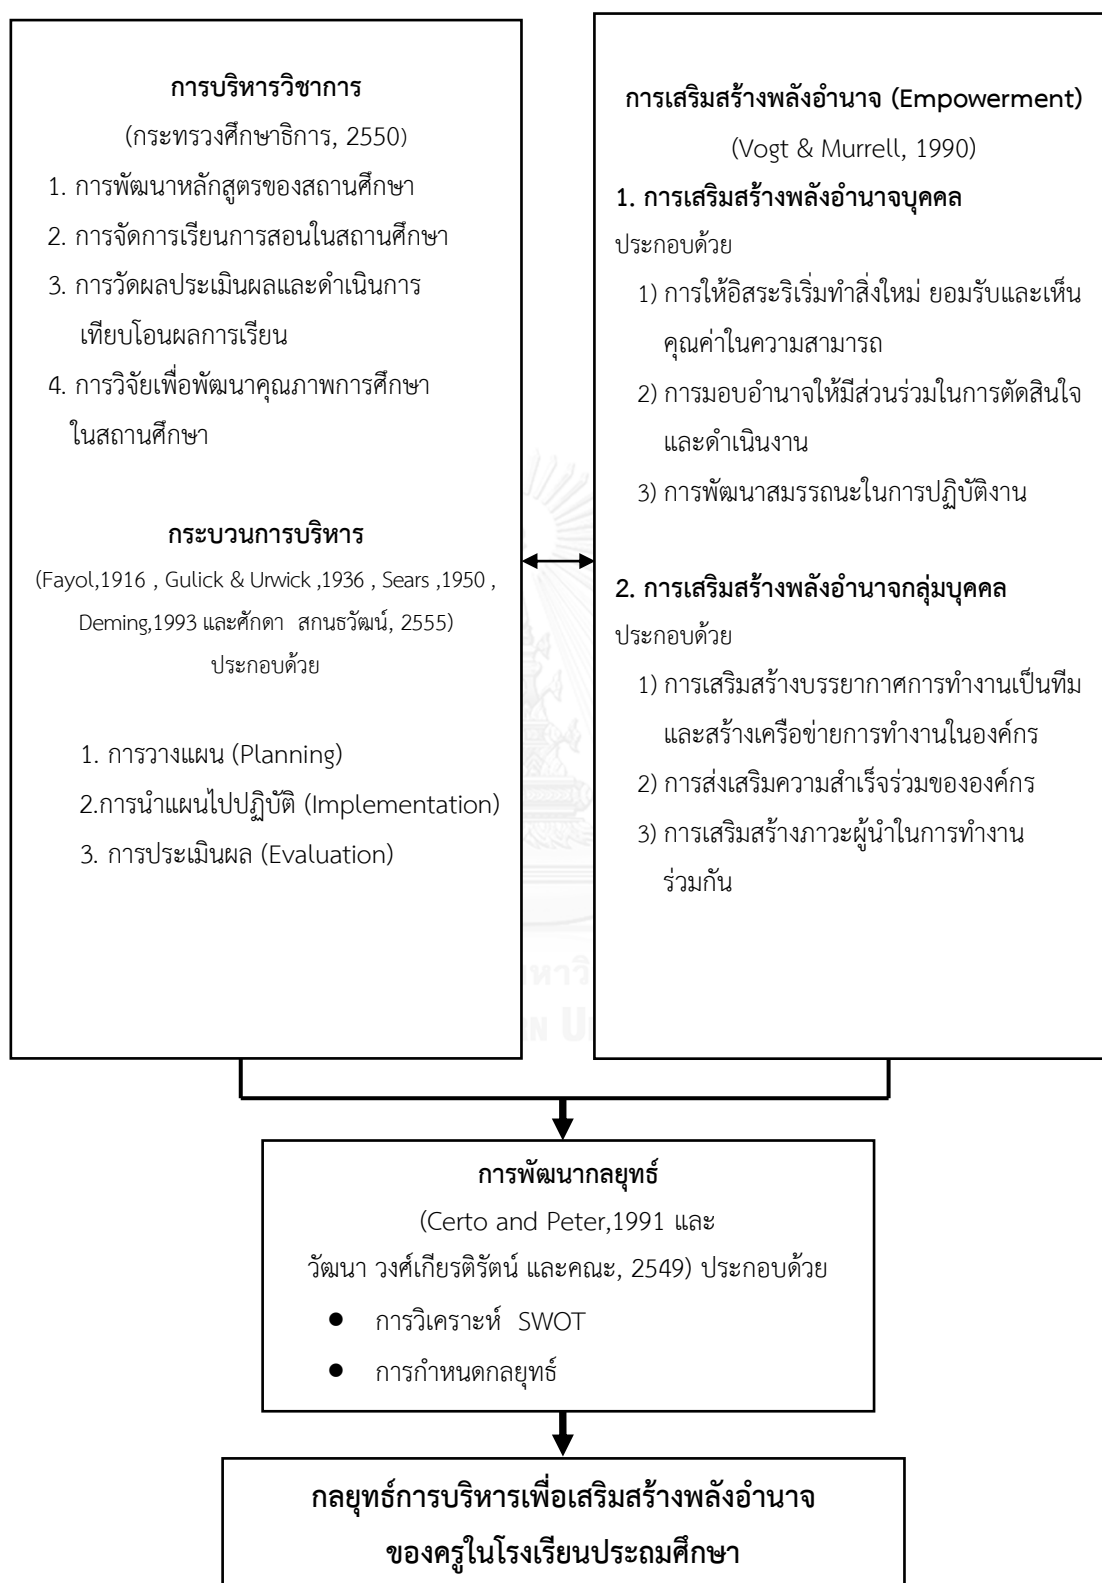 การบริหารวิชาการ
(กระทรวงศึกษาธิการ, 2550)
1. การพัฒนาหลักสูตรของสถานศึกษา
2. การจัดการเรียนการสอนในสถานศึกษา
3. การวัดผลประเมินผลและดำเนินการ
เทียบโอนผลการเรียน
4. การวิจัยเพื่อพัฒนาคุณภาพการศึกษา
ในสถานศึกษา
กระบวนการบริหาร
(Fayol,1916 , Gulick & Urwick ,1936 , Sears ,1950 ,
Deming,1993 และศักดา สกนธวัฒน์, 2555)
ประกอบด้วย
1. การวางแผน (Planning)
2.การนำแผนไปปฏิบัติ (Implementation)
3. การประเมินผล (Evaluation)
การเสริมสร้างพลังอำนาจ (Empowerment)
(Vogt & Murrell, 1990)
1. การเสริมสร้างพลังอำนาจบุคคล
ประกอบด้วย
1) การให้อิสระริเริ่มทำสิ่งใหม่ ยอมรับและเห็น
คุณค่าในความสามารถ
2) การมอบอำนาจให้มีส่วนร่วมในการตัดสินใจ
และดำเนินงาน
3) การพัฒนาสมรรถนะในการปฏิบัติงาน
2. การเสริมสร้างพลังอำนาจกลุ่มบุคคล
ประกอบด้วย
1) การเสริมสร้างบรรยากาศการทำงานเป็นทีม
และสร้างเครือข่ายการทำงานในองค์กร
2) การส่งเสริมความสำเร็จร่วมขององค์กร
3) การเสริมสร้างภาวะผู้นำในการทำงาน
ร่วมกัน
การพัฒนากลยุทธ์
(Certo and Peter,1991 และ
วัฒนา วงศ์เกียรติรัตน์ และคณะ, 2549) ประกอบด้วย
● การวิเคราะห์ SWOT
● การกำหนดกลยุทธ์
กลยุทธ์การบริหารเพื่อเสริมสร้างพลังอำนาจ
ของครูในโรงเรียนประถมศึกษา